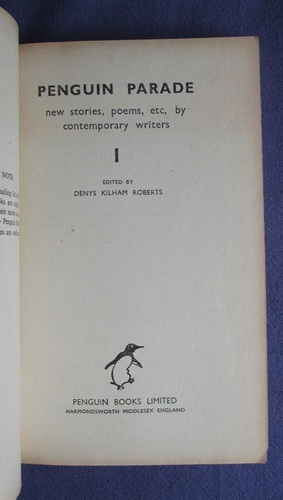 NOTE
PENGUIN PARADE
new stories, poems, etc, by
contemporary writers
I
EDITED BY
DENYS KILHAM ROBERTS
PENGUIN BOOKS LIMITED
HARMONDSWORTH MIDDLESEX ENGLAND